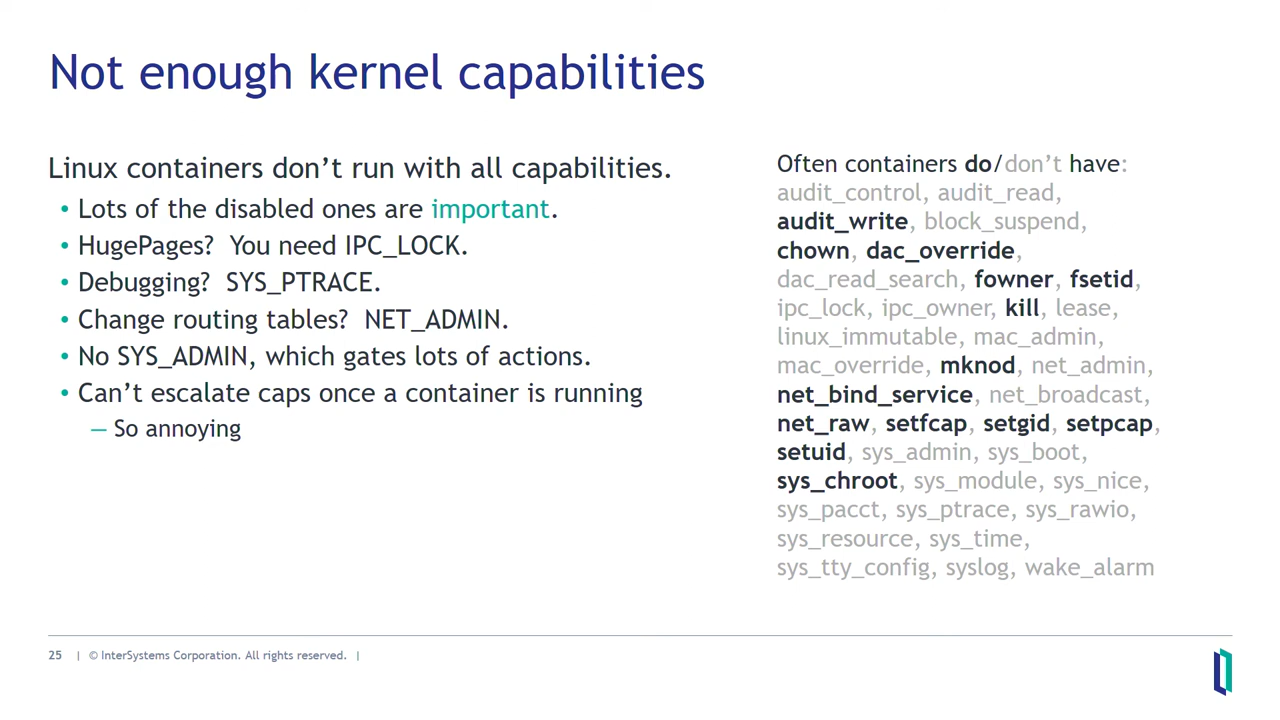 Not enough kernel capabilities
Linux containers don't run with all capabilities.
• Lots of the disabled ones are important.
• HugePages?  You need IPC_LOCK.
• Debugging?  SYS_PTRACE.
• Change routing tables?  NET_ADMIN.
• No SYS_ADMIN, which gates lots of actions.
• Can't escalate caps once a container is running
— So annoying
Often containers do/don't have:
audit_control, audit_read,
audit_write, block_suspend,
chown, dac_override,
dac_read_search, fowner, fsetid,
ipc_lock, ipc_owner, kill, lease,
linux_immutable, mac_admin,
mac_override, mknod, net_admin,
net_bind_service, net_broadcast,
net_raw, setfcap, setgid, setpcap,
setuid, sys_admin, sys_boot,
sys_chroot, sys_module, sys_nice,
sys_pacct, sys_ptrace, sys_rawio,
sys_resource, sys_time,
sys_tty_config, syslog, wake_alarm
25 | © InterSystems Corporation. All rights reserved. |